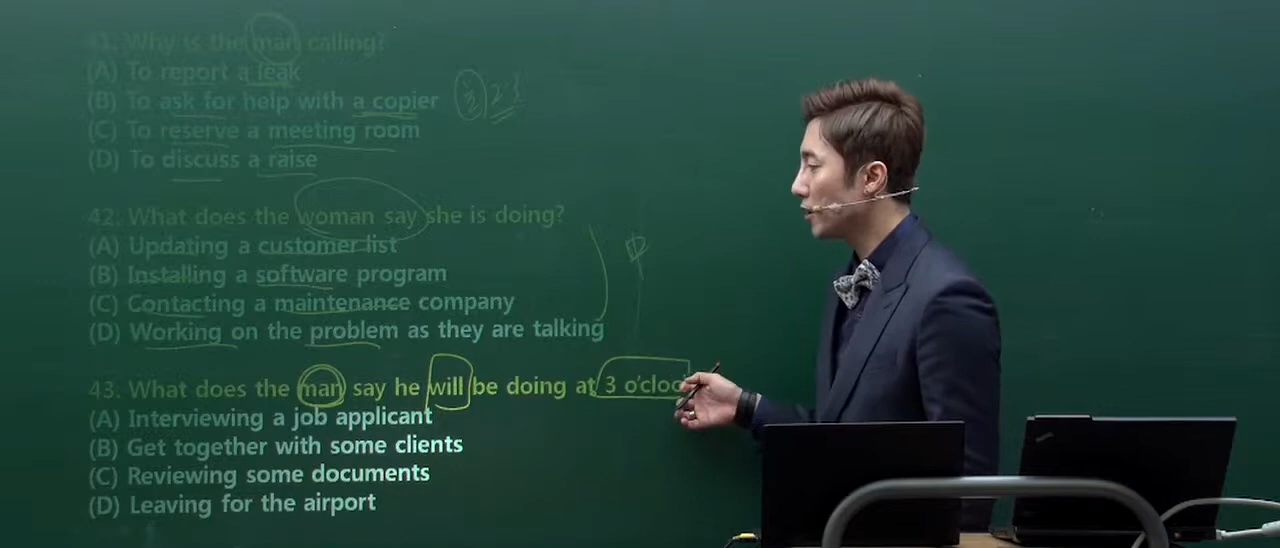 41. Why is the man calling?
(A) To report a leak
(B) To ask for help with a copier
(C) To reserve a meeting room
(D) To discuss a raise
42. What does the woman say she is doing?
(A) Updating a customer list
(B) Installing a software program
(C) Contacting a maintenance company
(D) Working on the problem as they are talking
43. What does the man say he will be doing at 3 o'cloc
(A) Interviewing a job applicant
(B) Get together with some clients
(C) Reviewing some documents
(D) Leaving for the airport